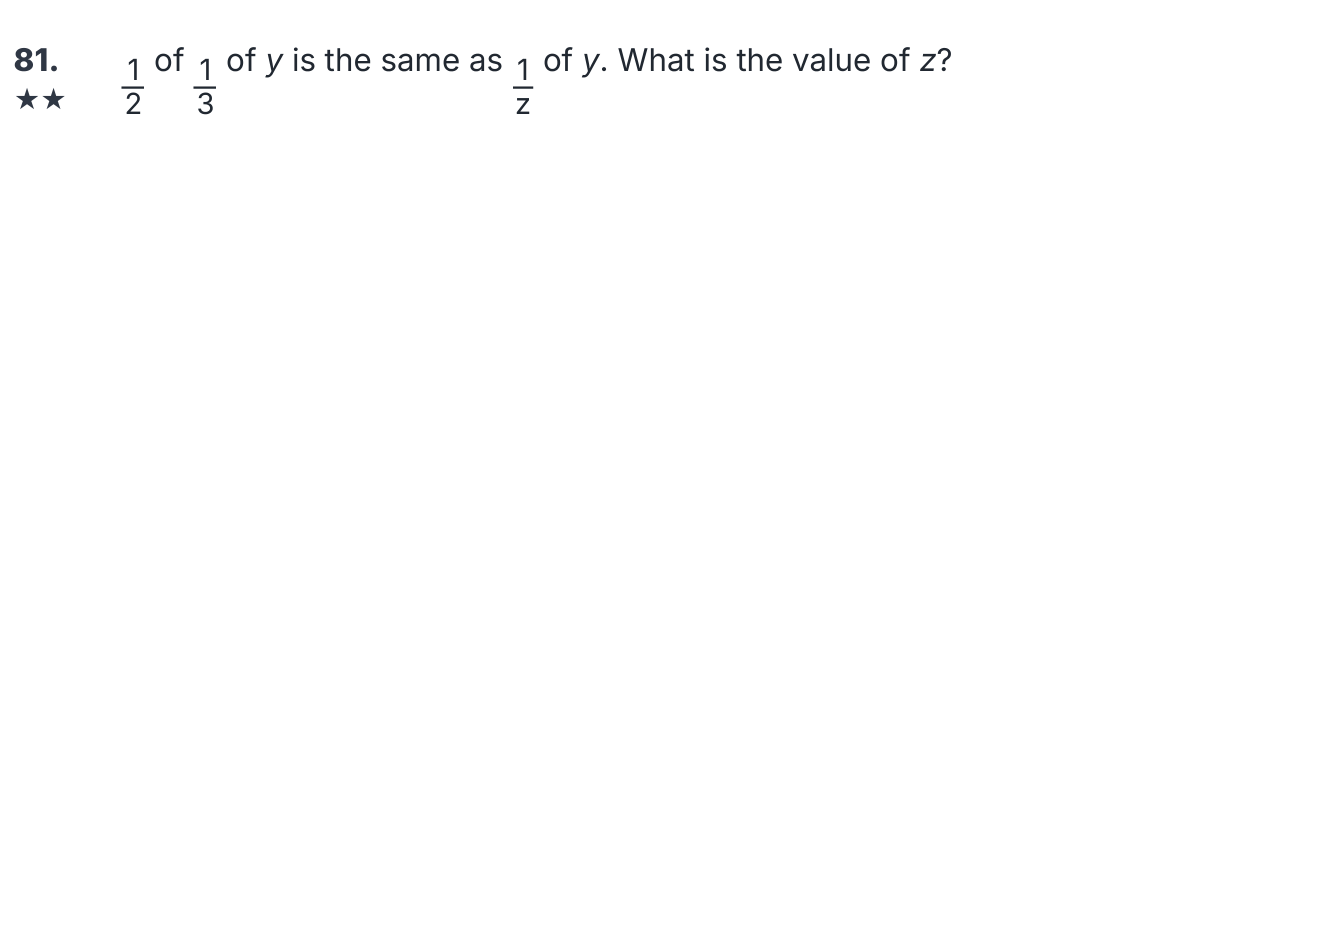 81. 1/2 of 1/3 of y is the same as 1/z of y. What is the value of z?
★★